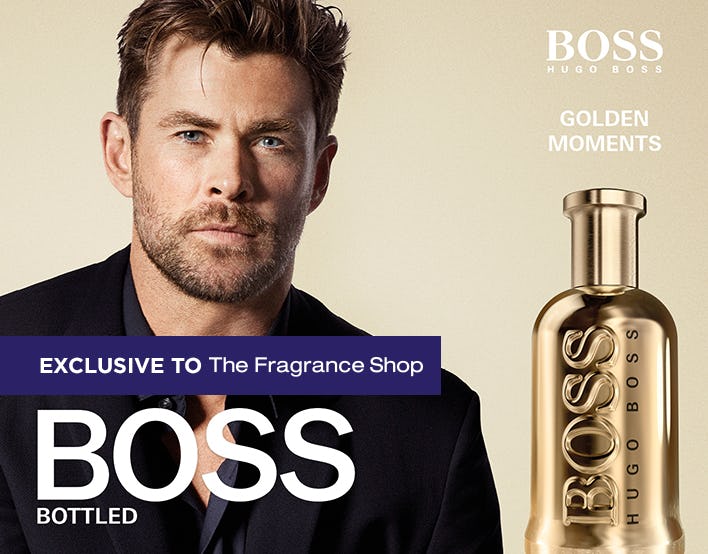 BOSS
HUGO BOSS
GOLDEN
MOMENTS
EXCLUSIVE TO The Fragrance Shop
BOSS
BOTTLED
BOSS
HUGO BOSS